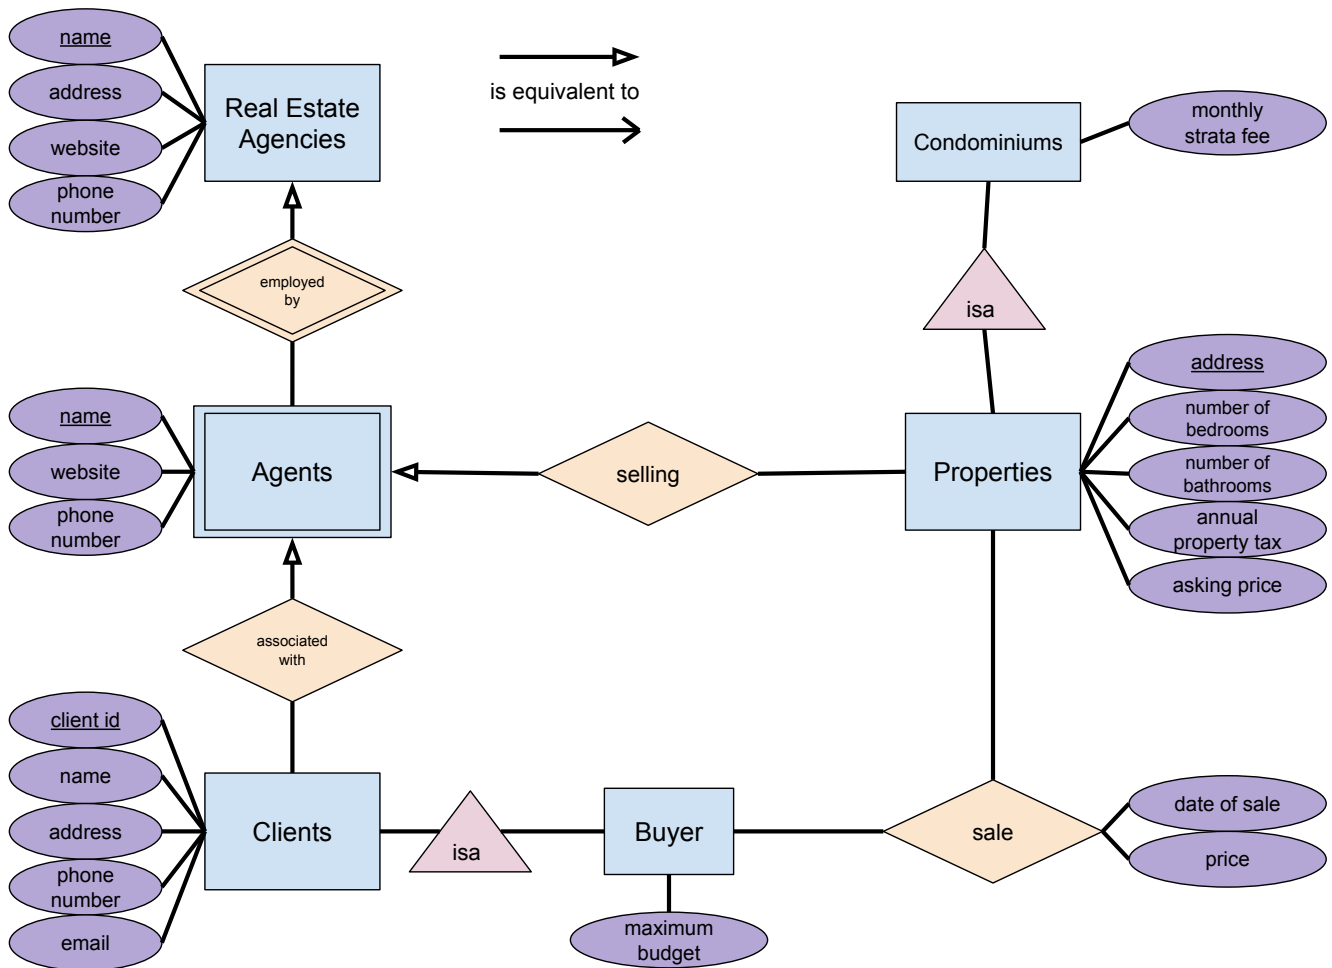 name
address
website
phone
number
Real Estate
Agencies
is equivalent to
Condominiums
monthly
strata fee
employed
by
isa
name
website
phone
number
Agents
selling
Properties
address
number of
bedrooms
number of
bathrooms
annual
property tax
asking price
associated
with
client id
name
address
phone
number
email
Clients
isa
Buyer
maximum
budget
sale
date of sale
price